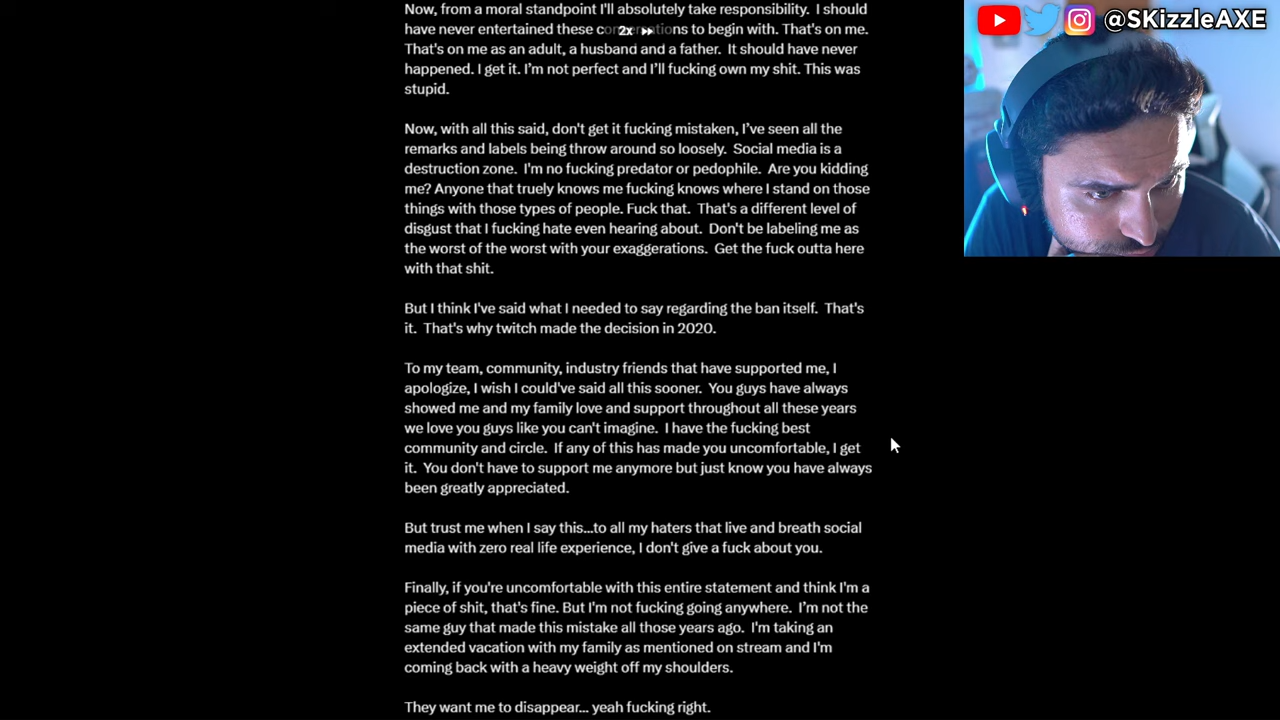 @SKizzleAXE
Now, from a moral standpoint I'll absolutely take responsibility.  I should
have never entertained these to begin with. That's on me.
2x
That's on me as an adult, a husband and a father.  It should have never
happened. I get it. I'm not perfect and I'll fucking own my shit. This was
stupid.
Now, with all this said, don't get it fucking mistaken, I've seen all the
remarks and labels being throw around so loosely.  Social media is a
destruction zone.  I'm no fucking predator or pedophile.  Are you kidding
me? Anyone that truely knows me fucking knows where I stand on those
things with those types of people. Fuck that.  That's a different level of
disgust that I fucking hate even hearing about.  Don't be labeling me as
the worst of the worst with your exaggerations.  Get the fuck outta here
with that shit.
But I think I've said what I needed to say regarding the ban itself.  That's
it.  That's why twitch made the decision in 2020.
To my team, community, industry friends that have supported me, I
apologize, I wish I could've said all this sooner.  You guys have always
showed me and my family love and support throughout all these years
we love you guys like you can't imagine.  I have the fucking best
community and circle.  If any of this has made you uncomfortable, I get
it.  You don't have to support me anymore but just know you have always
been greatly appreciated.
But trust me when I say this...to all my haters that live and breath social
media with zero real life experience, I don't give a fuck about you.
Finally, if you're uncomfortable with this entire statement and think I'm a
piece of shit, that's fine. But I'm not fucking going anywhere.  I'm not the
same guy that made this mistake all those years ago.  I'm taking an
extended vacation with my family as mentioned on stream and I'm
coming back with a heavy weight off my shoulders.
They want me to disappear... yeah fucking right.